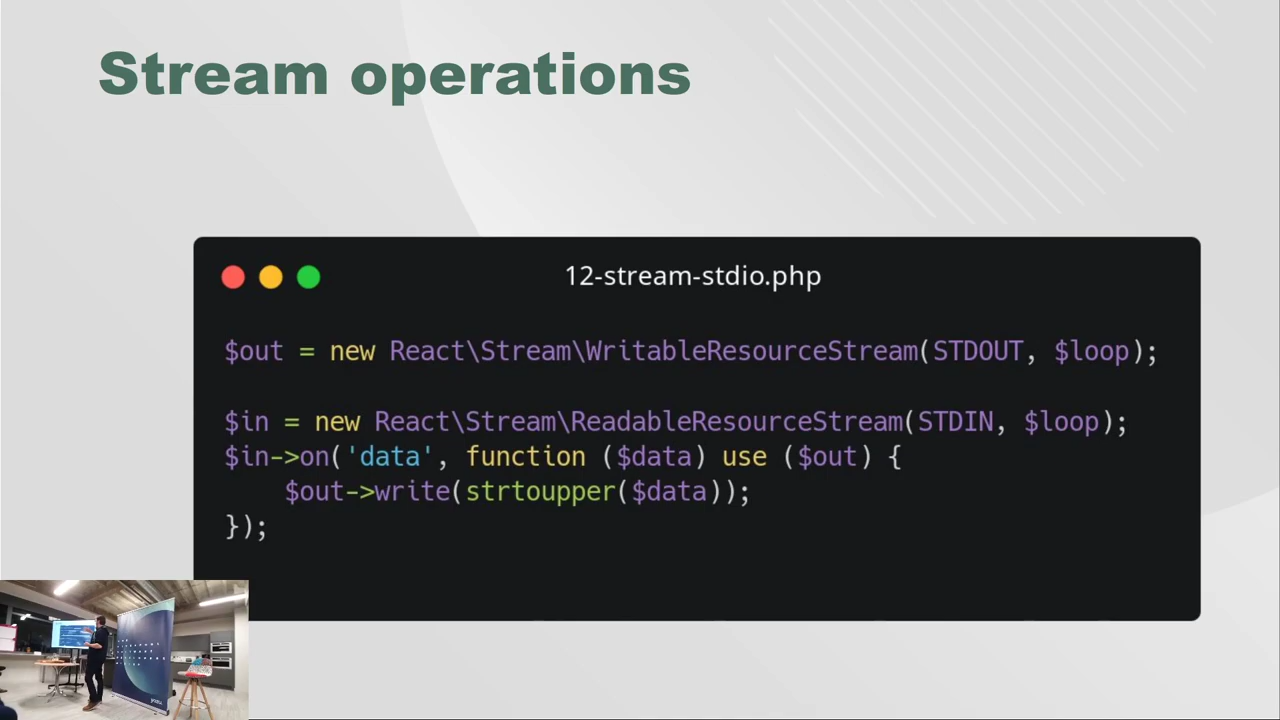 Stream operations
12-stream-stdio.php
$out = new React\Stream\WritableResourceStream(STDOUT, $loop);
$in = new React\Stream\ReadableResourceStream(STDIN, $loop);
$in->on('data', function ($data) use ($out) {
    $out->write(strtoupper($data));
});